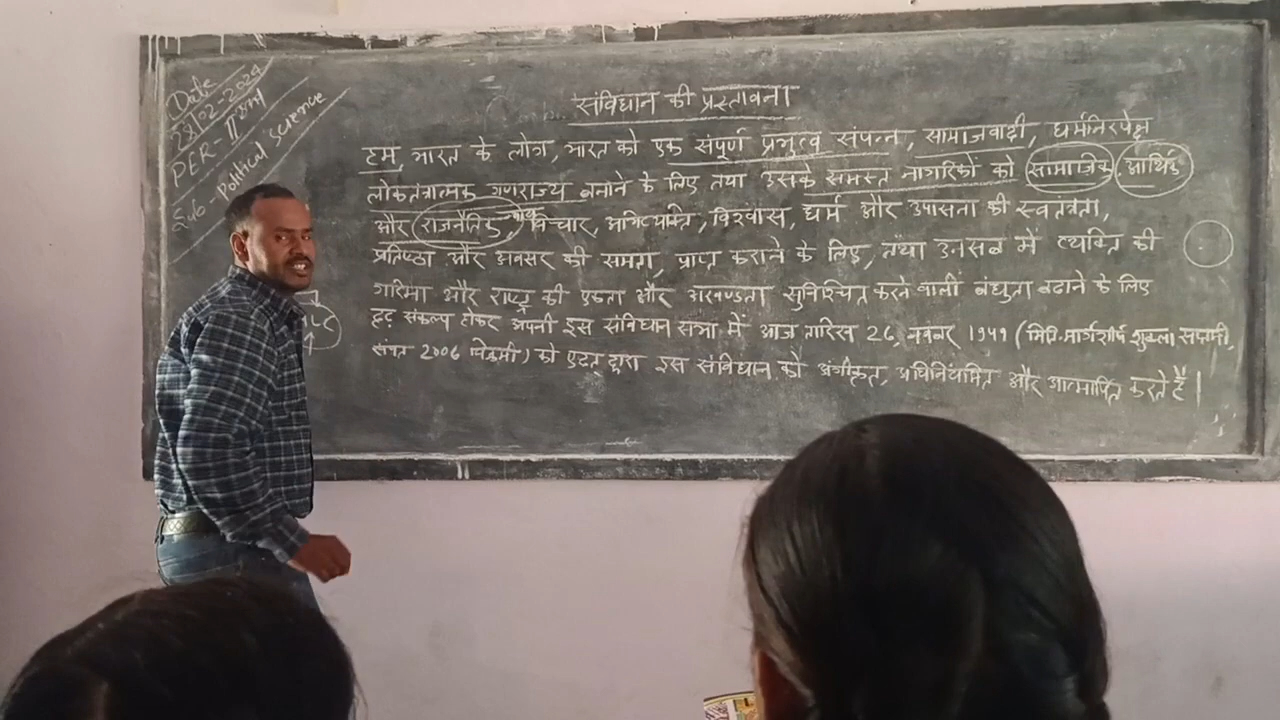 Date
28/02-2024
PER- II nd
Sub - Political Science
संविधान की प्रस्तावना
हम, भारत के लोग, भारत को एक संपूर्ण प्रभुत्व संपन्न, सामाजवादी, धर्मनिरपेक्ष
लोकतंत्रात्मक गणराज्य बनाने के लिए तथा उसके समस्त नागरिकों को सामाजिक, आर्थिक
और राजनैतिक न्याय विचार, अभिव्यक्ति, विश्वास, धर्म और उपासना की स्वतंत्रता,
प्रतिष्ठा और अवसर की समता, प्राप्त कराने के लिए, तथा उनसब में व्यक्ति की
गरिमा और राष्ट्र की एकता और अखण्डता सुनिश्चित करने वाली बंधुता बढाने के लिए
दृढ़ संकल्प होकर अपनी इस संविधान सभा में आज तारिख 26, नवम्बर 1949 (मिति-मार्गशीर्ष शुक्ला सप्तमी,
संवत 2006 विक्रमी) को एतद् द्वारा इस संविधान को अंगीकृत, अधिनियमित और आत्मार्पित करते हैं।